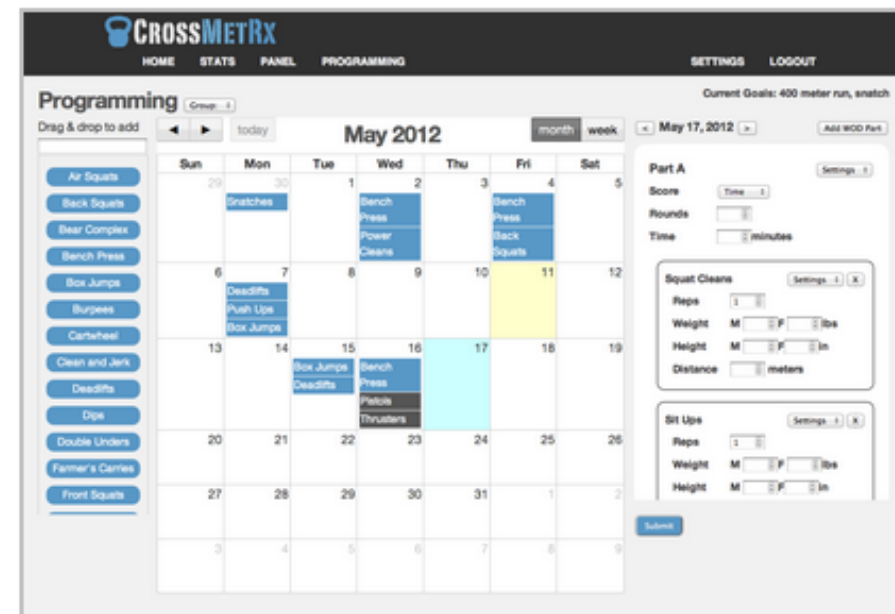 CROSSMETRX
HOME STATS PANEL PROGRAMMING SETTINGS LOGOUT
Current Goals: 400 meter run, snatch
Programming Group:
Drag & drop to add
Air Squats
Back Squats
Bear Complex
Bench Press
Box Jumps
Burpees
Cartwheel
Clean and Jerk
Deadlifts
Dips
Double Unders
Farmer's Carries
Front Squats
today May 2012 month week
Sun Mon Tue Wed Thu Fri Sat
29 30 1 2 3 4 5
Snatches
Bench Press
Power Cleans
Bench Press
Back Squats
6 7 8 9 10 11 12
Deadlifts
Push Ups
Box Jumps
13 14 15 16 17 18 19
Box Jumps
Deadlifts
Bench Press
Pistols
Thrusters
20 21 22 23 24 25 26
27 28 29 30 31 1 2
3 4 5 6 7 8 9
< May 17, 2012 > Add WOD Part
Part A Settings
Score Time
Rounds
Time minutes
Squat Cleans Settings X
Reps 1
Weight M F lbs
Height M F in
Distance meters
Sit Ups Settings X
Reps 1
Weight M F lbs
Height M F in
Submit